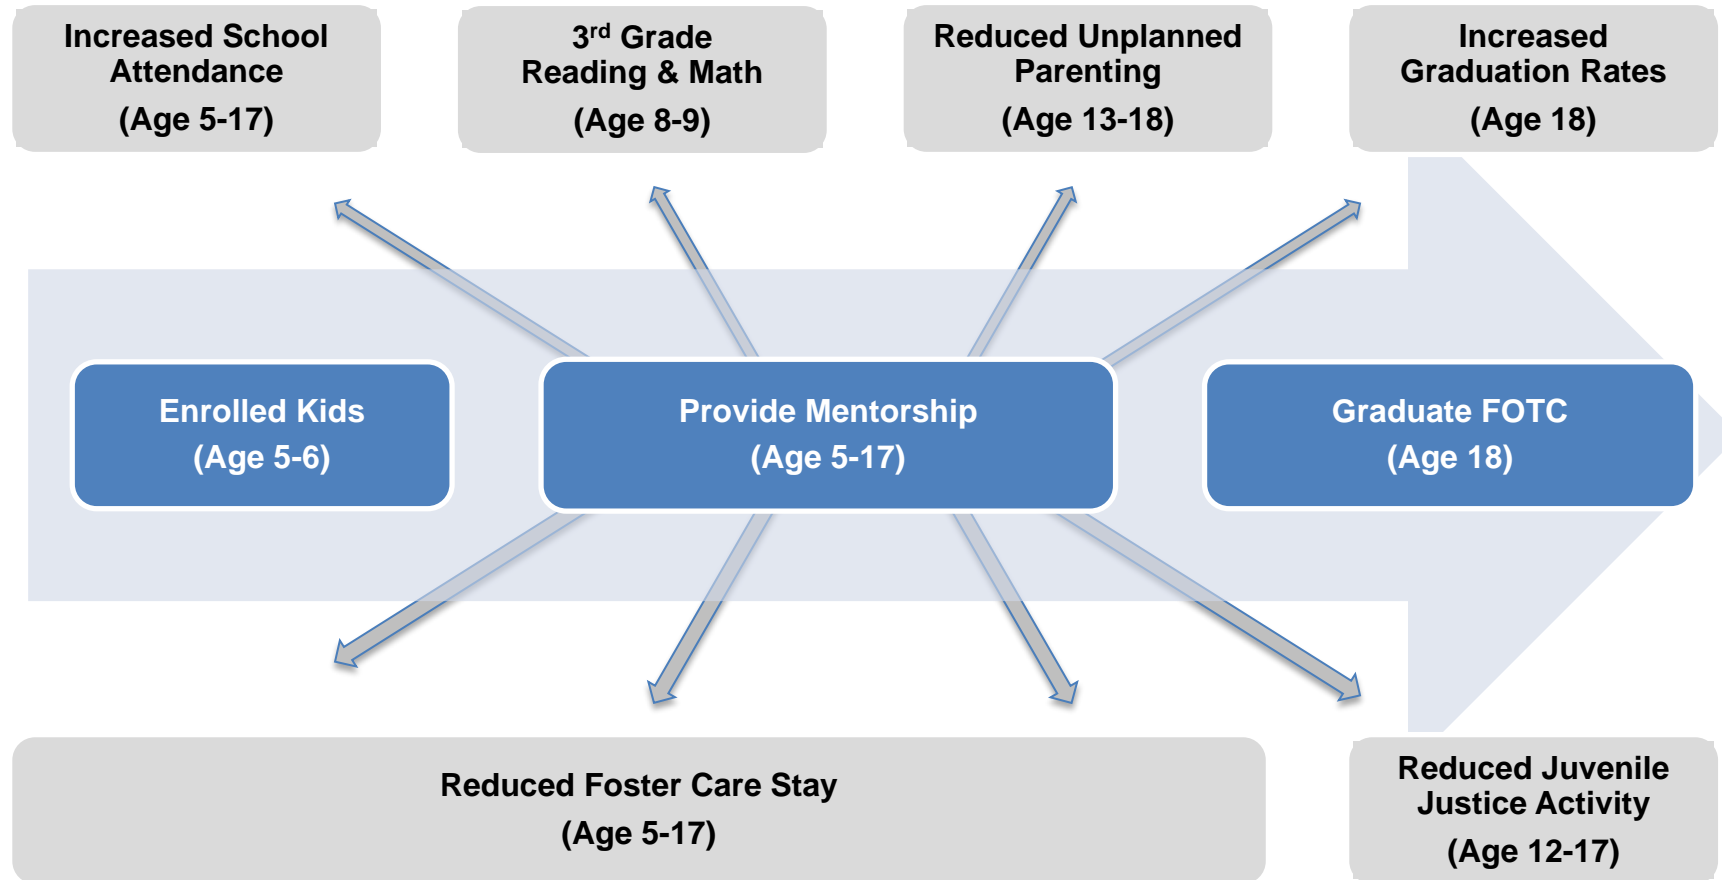 Increased School
Attendance
(Age 5-17)
3rd Grade
Reading & Math
(Age 8-9)
Reduced Unplanned
Parenting
(Age 13-18)
Increased
Graduation Rates
(Age 18)
Enrolled Kids
(Age 5-6)
Provide Mentorship
(Age 5-17)
Graduate FOTC
(Age 18)
Reduced Foster Care Stay
(Age 5-17)
Reduced Juvenile
Justice Activity
(Age 12-17)